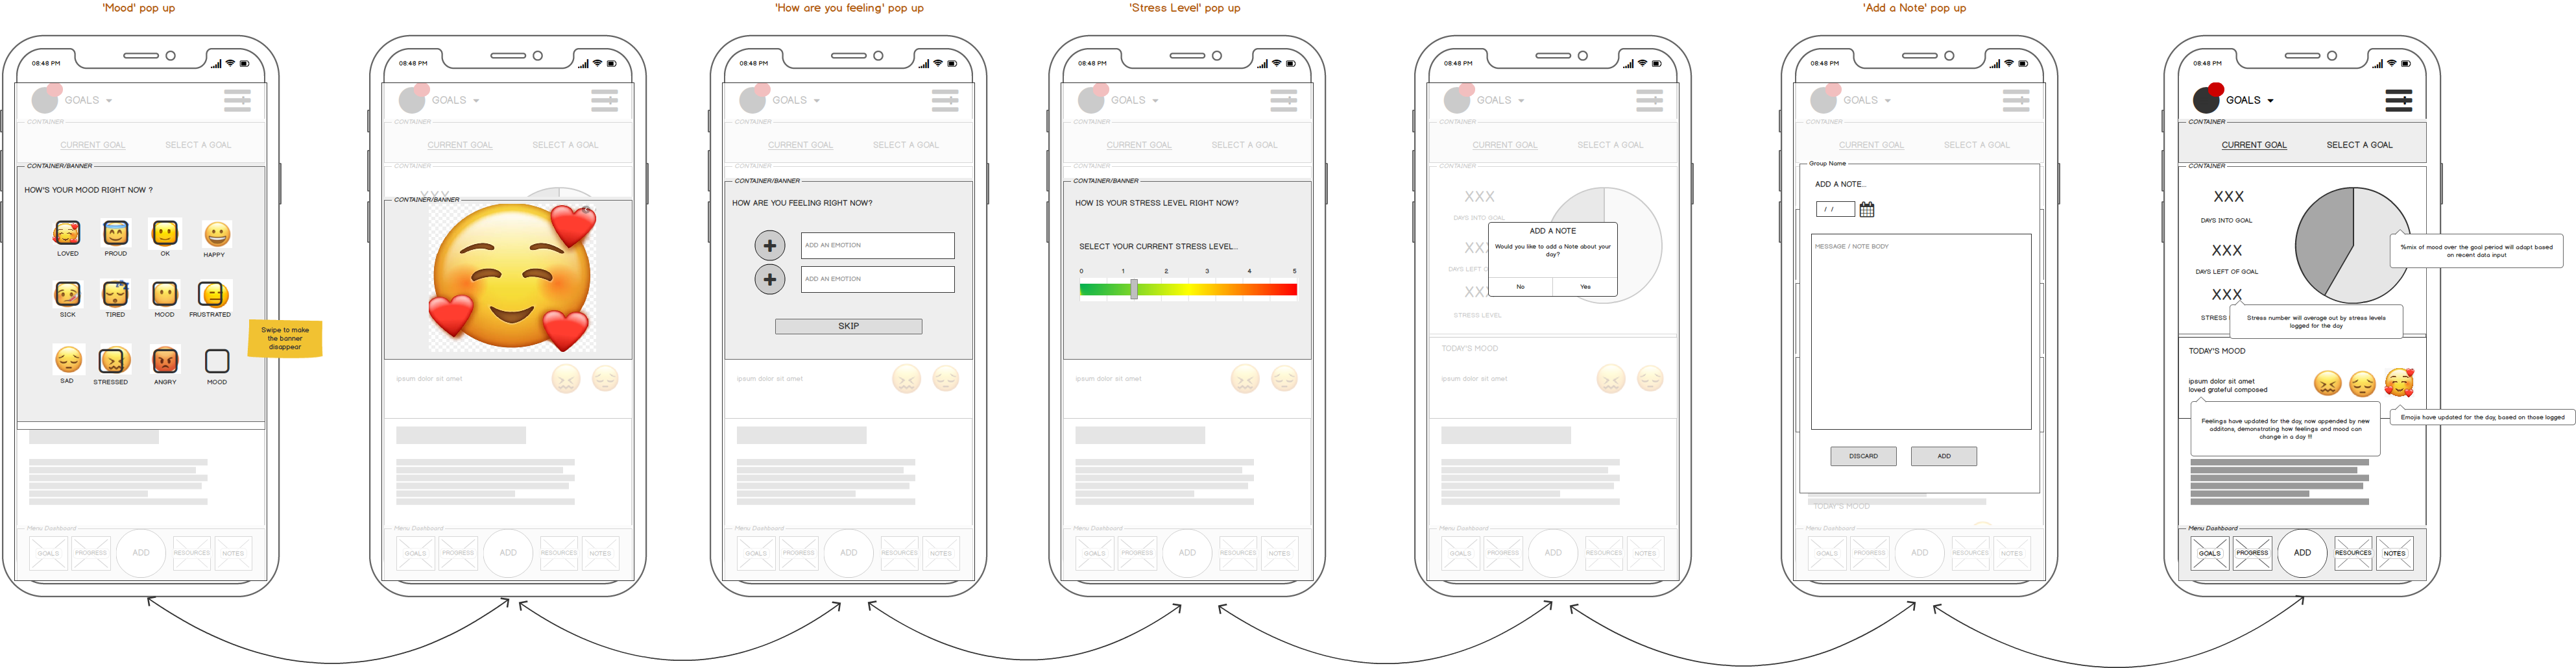 'Mood' pop up
'How are you feeling' pop up
'Stress Level' pop up
'Add a Note' pop up
08:48 PM
GOALS
CONTAINER
CURRENT GOAL SELECT A GOAL
CONTAINER/BANNER
HOW'S YOUR MOOD RIGHT NOW ?
LOVED PROUD OK HAPPY
SICK TIRED MOOD FRUSTRATED
SAD STRESSED ANGRY MOOD
Swipe to make
the banner
disappear
Menu Dashboard
GOALS PROGRESS ADD RESOURCES NOTES
08:48 PM
GOALS
CONTAINER
CURRENT GOAL SELECT A GOAL
CONTAINER
XXX
CONTAINER/BANNER
ipsum dolor sit amet
Menu Dashboard
GOALS PROGRESS ADD RESOURCES NOTES
08:48 PM
GOALS
CONTAINER
CURRENT GOAL SELECT A GOAL
CONTAINER
CONTAINER/BANNER
HOW ARE YOU FEELING RIGHT NOW?
ADD AN EMOTION
ADD AN EMOTION
SKIP
ipsum dolor sit amet
Menu Dashboard
GOALS PROGRESS ADD RESOURCES NOTES
08:48 PM
GOALS
CONTAINER
CURRENT GOAL SELECT A GOAL
CONTAINER
CONTAINER/BANNER
HOW IS YOUR STRESS LEVEL RIGHT NOW?
SELECT YOUR CURRENT STRESS LEVEL...
0 1 2 3 4 5
ipsum dolor sit amet
Menu Dashboard
GOALS PROGRESS ADD RESOURCES NOTES
08:48 PM
GOALS
CONTAINER
CURRENT GOAL SELECT A GOAL
CONTAINER
XXX
DAYS INTO GOAL
ADD A NOTE
Would you like to add a Note about your
day?
No Yes
XX
DAYS LEFT O
XX
STRESS LEVEL
TODAY'S MOOD
ipsum dolor sit amet
Menu Dashboard
GOALS PROGRESS ADD RESOURCES NOTES
08:48 PM
GOALS
CONTAINER
CURRENT GOAL SELECT A GOAL
Group Name
ADD A NOTE...
/ /
MESSAGE / NOTE BODY
DISCARD ADD
TODAY'S MOOD
Menu Dashboard
GOALS PROGRESS ADD RESOURCES NOTES
08:48 PM
GOALS
CONTAINER
CURRENT GOAL SELECT A GOAL
CONTAINER
XXX
DAYS INTO GOAL
XXX
DAYS LEFT OF GOAL
XXX
STRESS
%mix of mood over the goal period will adapt based
on recent data input
Stress number will average out by stress levels
logged for the day
TODAY'S MOOD
ipsum dolor sit amet
loved grateful composed
Feelings have updated for the day, now appended by new
additons, demonstrating how feelings and mood can
change in a day !!!
Emojis have updated for the day, based on those logged
Menu Dashboard
GOALS PROGRESS ADD RESOURCES NOTES